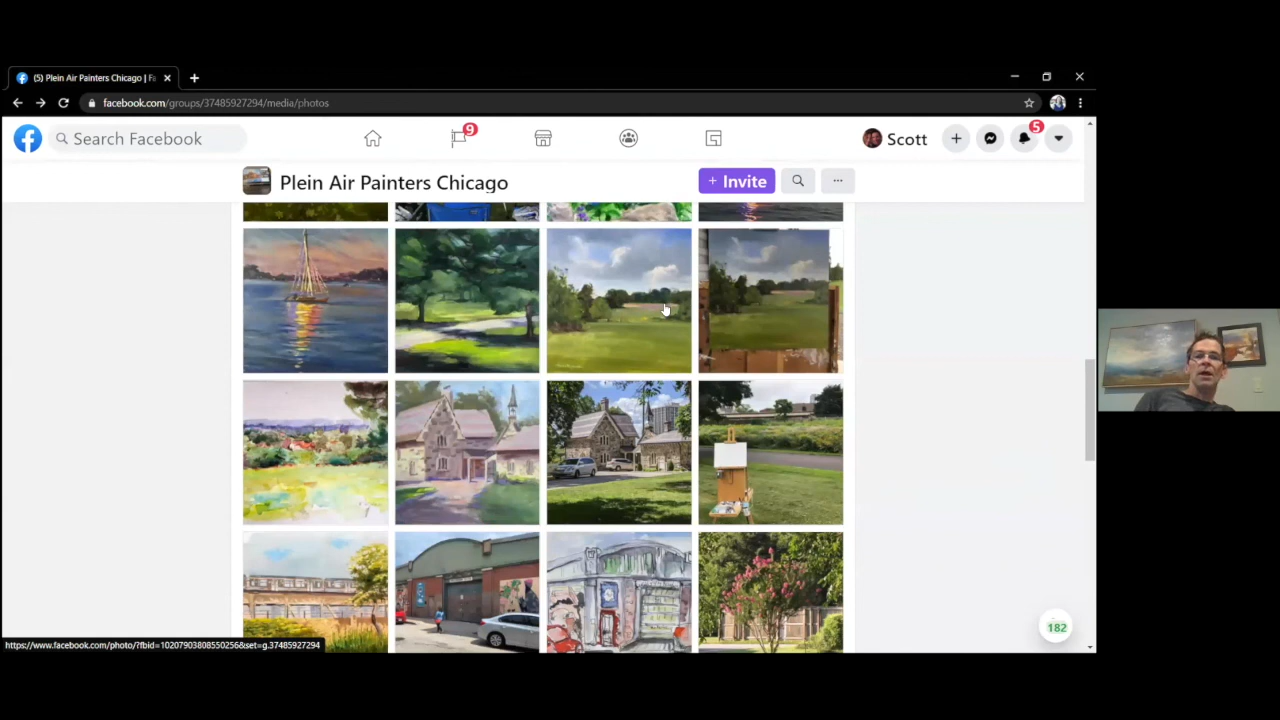 (5) Plein Air Painters Chicago | Fa
facebook.com/groups/37485927294/media/photos
Search Facebook
9
Scott
5
Plein Air Painters Chicago
+ Invite
182
https://www.facebook.com/photo/?fbid=10207903808550256&set=g.37485927294